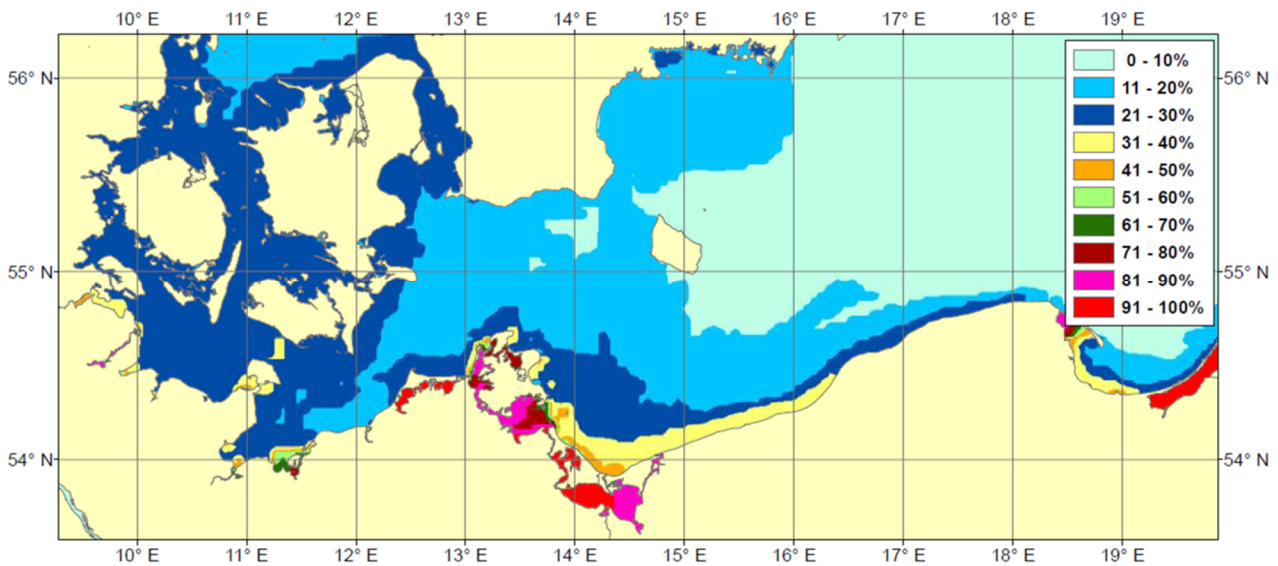 10° E 11° E 12° E 13° E 14° E 15° E 16° E 17° E 18° E 19° E
0 - 10%
56° N 56° N
11 - 20%
21 - 30%
31 - 40%
41 - 50%
51 - 60%
61 - 70%
71 - 80%
55° N 55° N
81 - 90%
91 - 100%
54° N 54° N
10° E 11° E 12° E 13° E 14° E 15° E 16° E 17° E 18° E 19° E